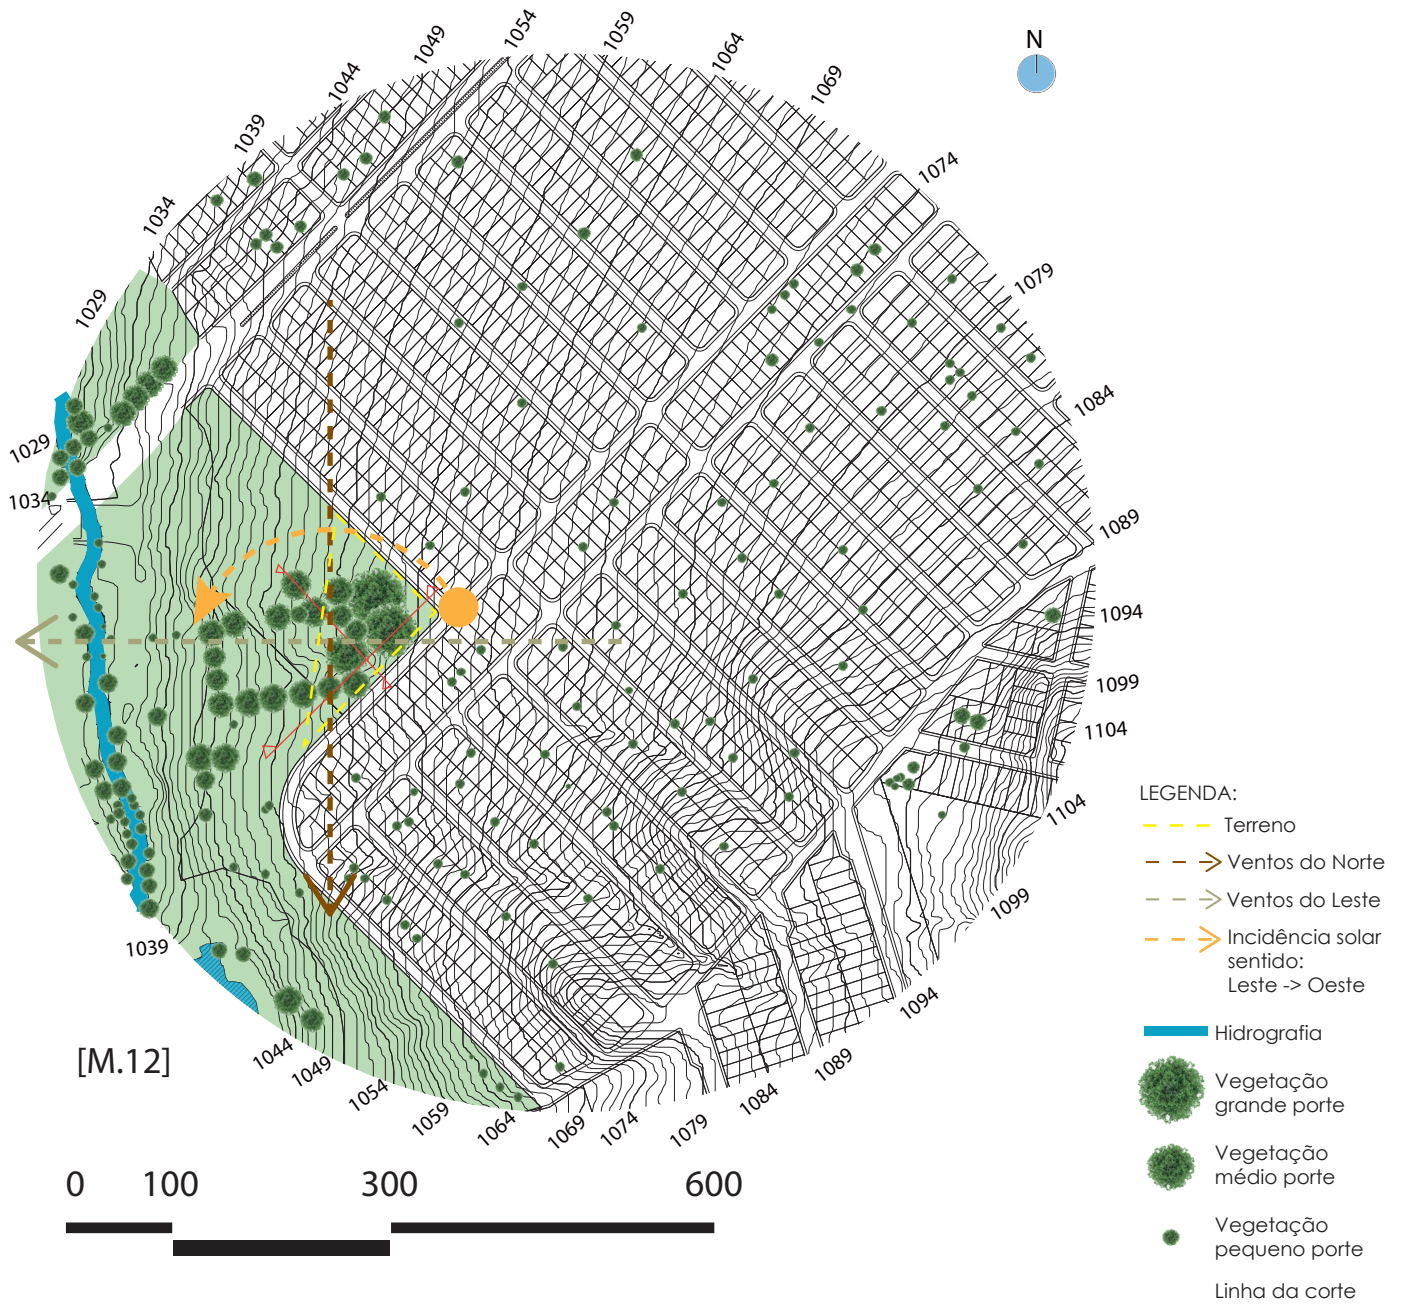 N
1034
1039
1044
1049
1054
1059
1064
1069
1074
1079
1084
1089
1094
1099
1104
1104
1099
1094
1089
1084
1079
1074
1069
1064
1059
1054
1049
1044
1039
1029
1029
1034
[M.12]
0 100 300 600
LEGENDA:
Terreno
Ventos do Norte
Ventos do Leste
Incidência solar
sentido:
Leste -> Oeste
Hidrografia
Vegetação
grande porte
Vegetação
médio porte
Vegetação
pequeno porte
Linha da corte